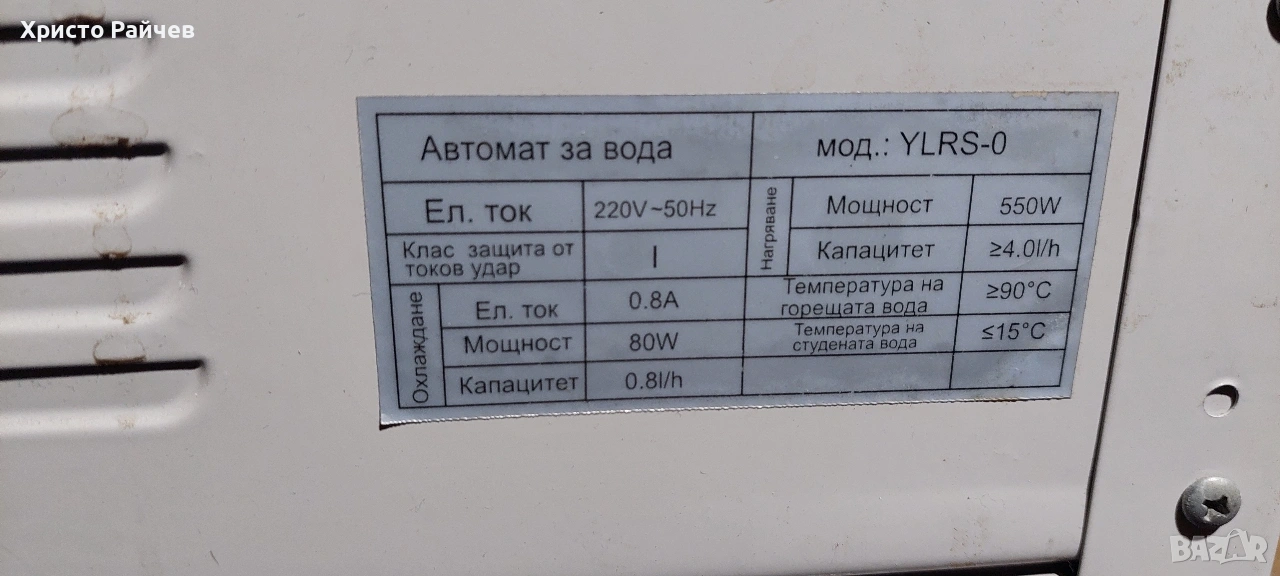 Христо Райчев
Автомат за вода
мод.: YLRS-0
Ел. ток
220V~50Hz
Нагряване
Мощност
550W
Клас защита от
токов удар
I
Капацитет
≥4.0l/h
Охлаждане
Ел. ток
0.8A
Температура на
горещата вода
≥90°C
Мощност
80W
Температура на
студената вода
≤15°C
Капацитет
0.8l/h
BAZAR